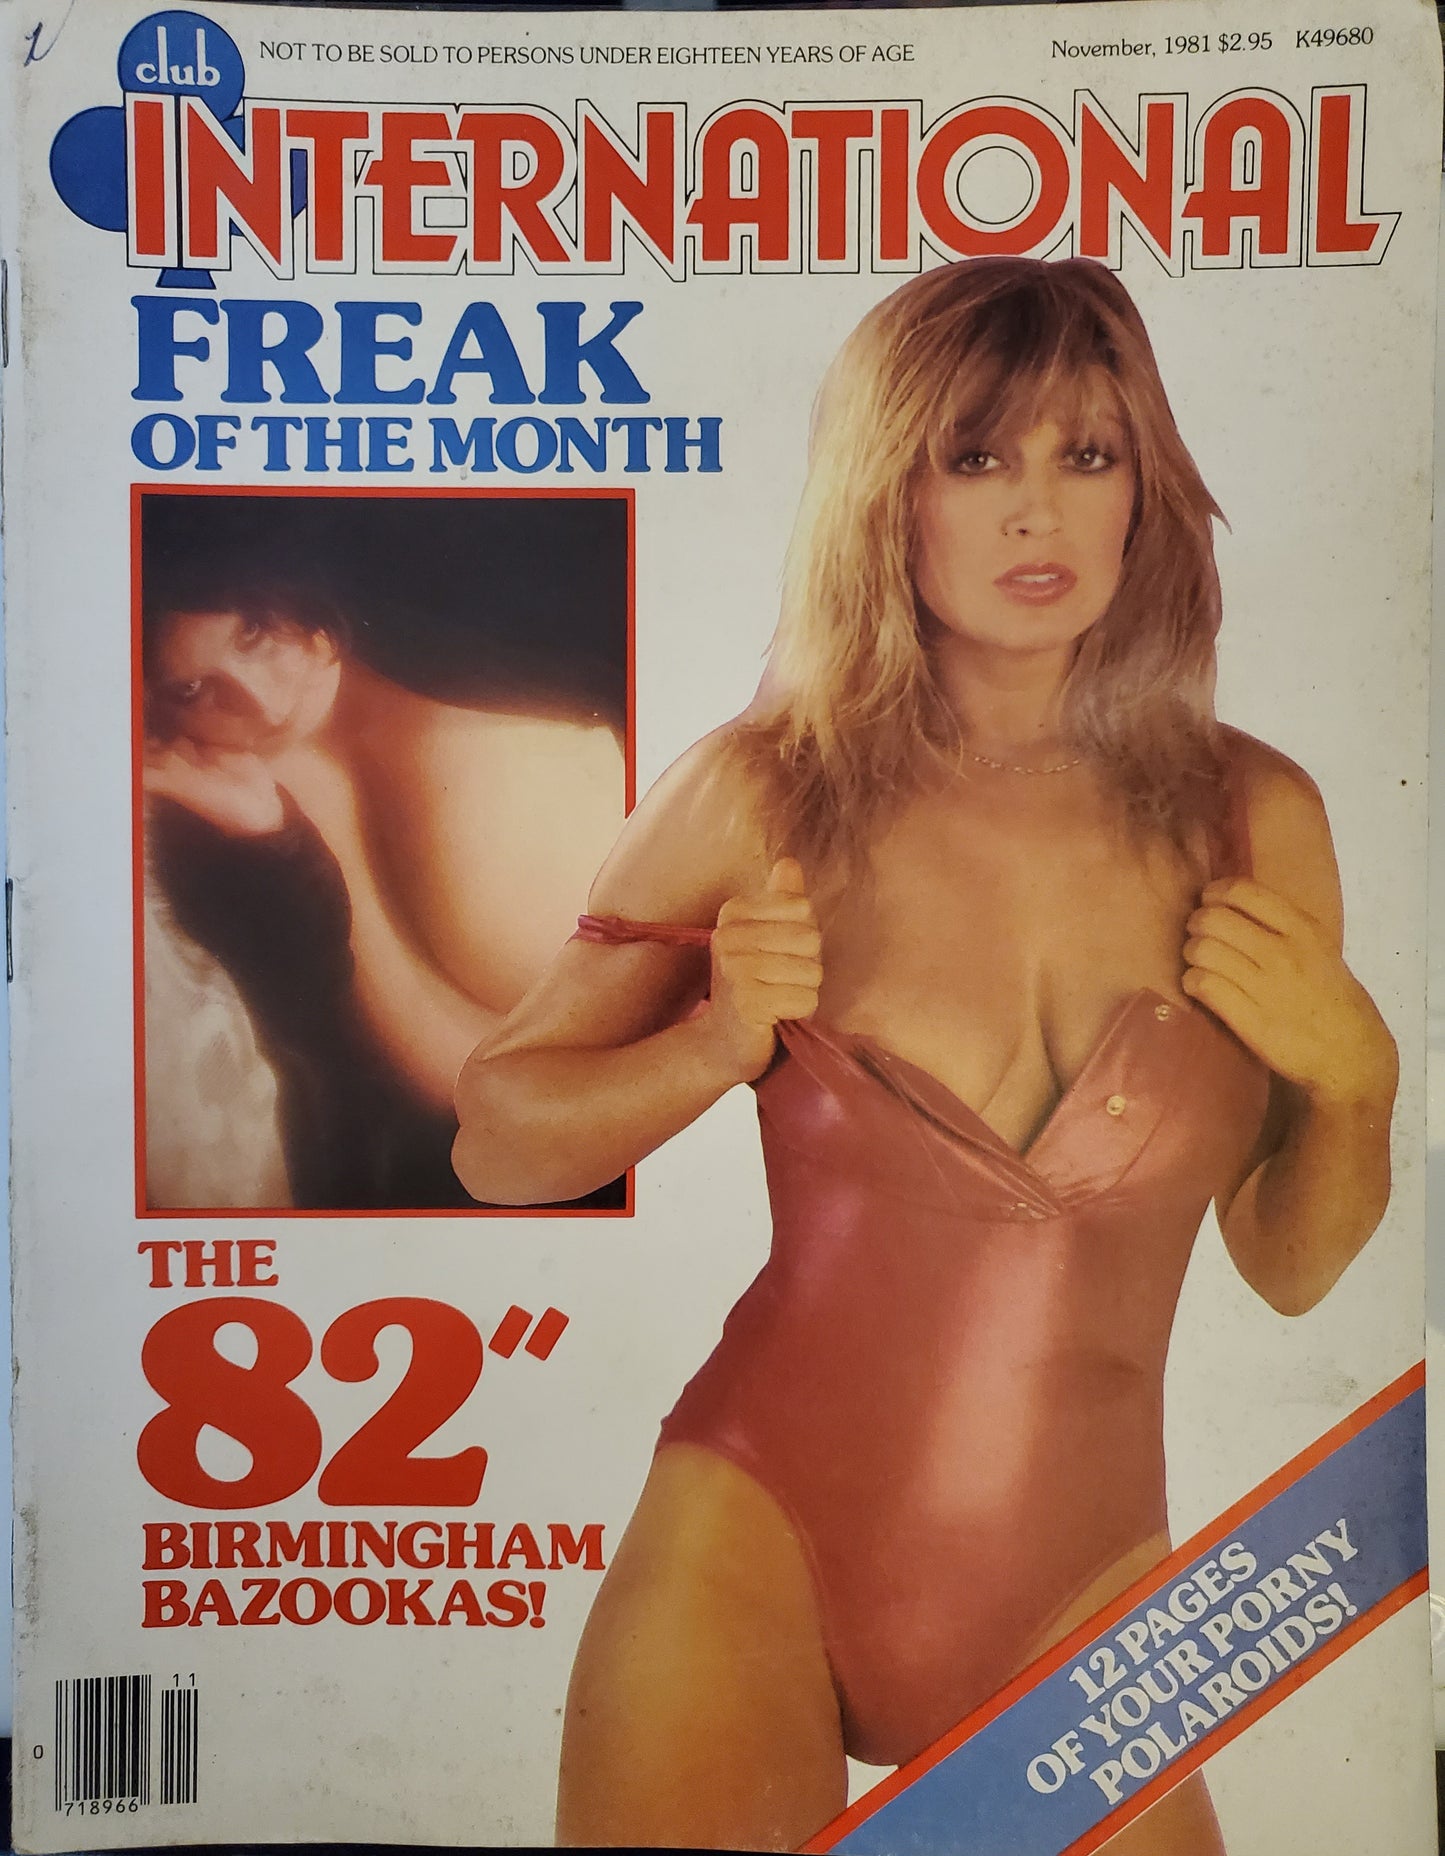 club
NOT TO BE SOLD TO PERSONS UNDER EIGHTEEN YEARS OF AGE
November, 1981 $2.95 K49680
INTERNATIONAL
FREAK
OF THE MONTH
THE
82"
BIRMINGHAM
BAZOOKAS!
12 PAGES
OF YOUR PORNY
POLAROIDS!
11
0
718966